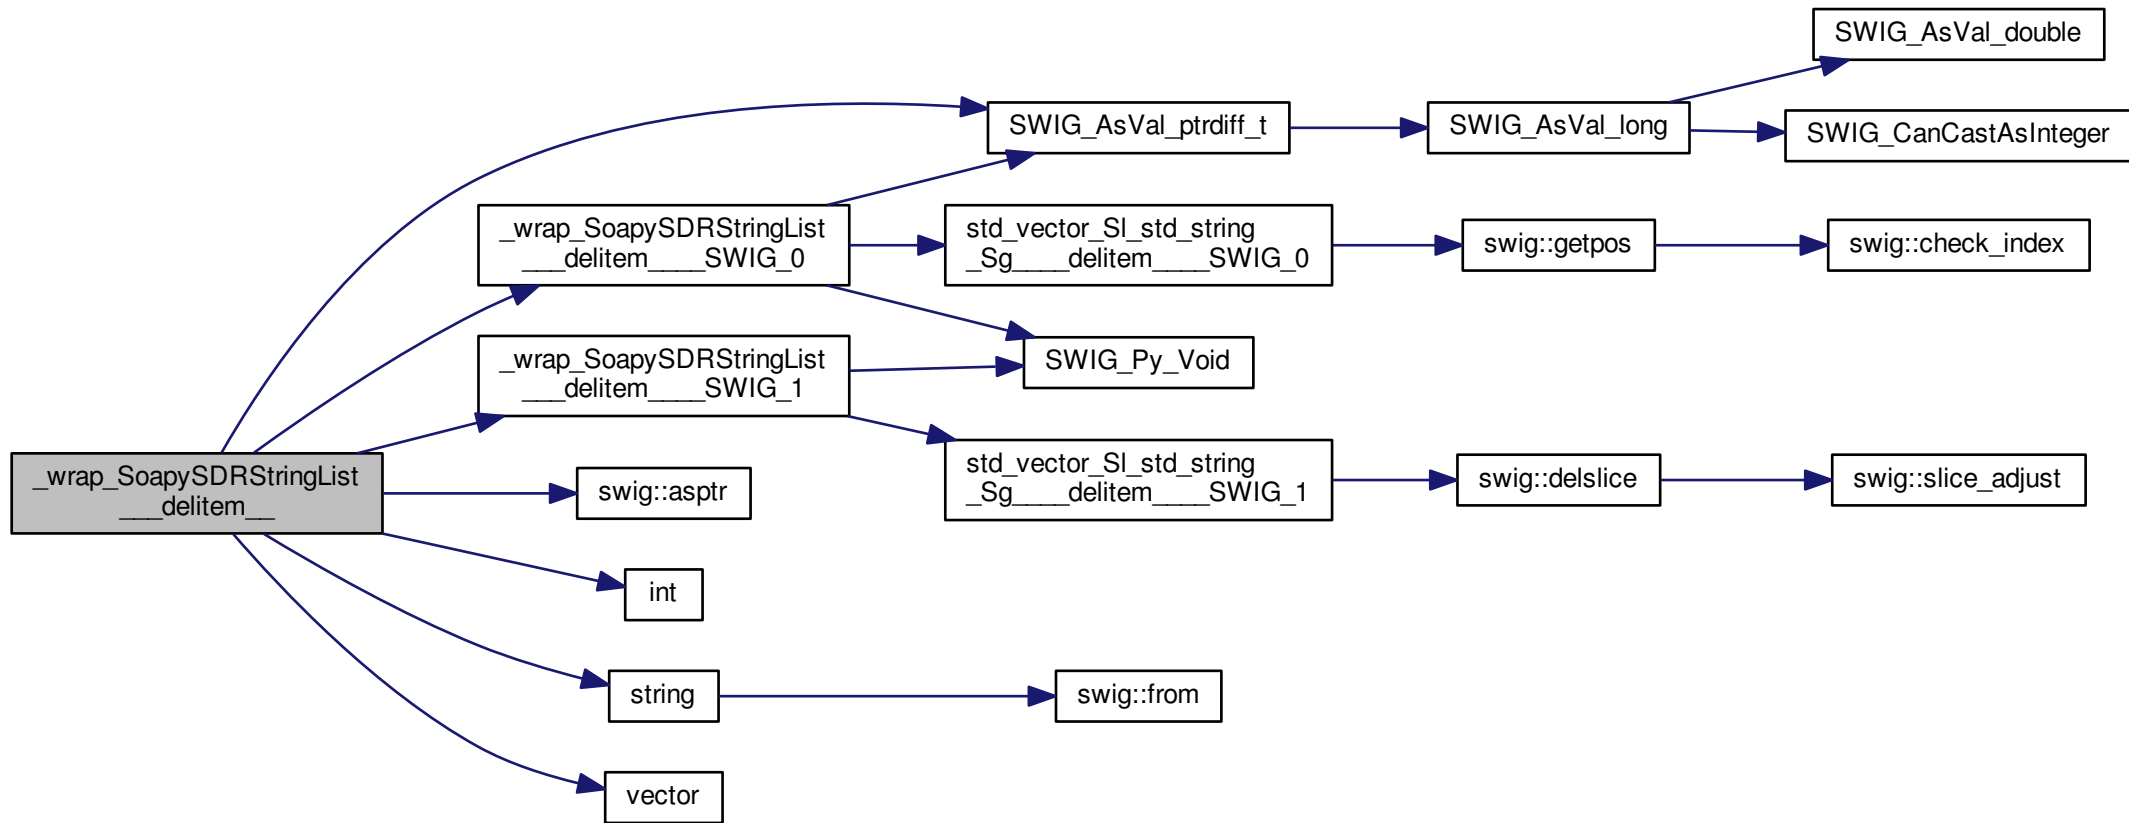 SWIG_AsVal_double
SWIG_AsVal_ptrdiff_t
SWIG_AsVal_long
SWIG_CanCastAsInteger
_wrap_SoapySDRStringList
___delitem____SWIG_0
std_vector_Sl_std_string
_Sg____delitem____SWIG_0
swig::getpos
swig::check_index
_wrap_SoapySDRStringList
___delitem____SWIG_1
SWIG_Py_Void
_wrap_SoapySDRStringList
___delitem__
swig::asptr
std_vector_Sl_std_string
_Sg____delitem____SWIG_1
swig::delslice
swig::slice_adjust
int
string
swig::from
vector